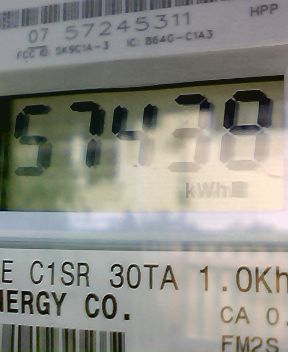 HPP
07 57245311
FCC ID: SK9C1A-3 IC: 864G-C1A3
57438
kWh
E C1SR 30TA 1.0Kh
NERGY CO.
CA 0.
FM2S